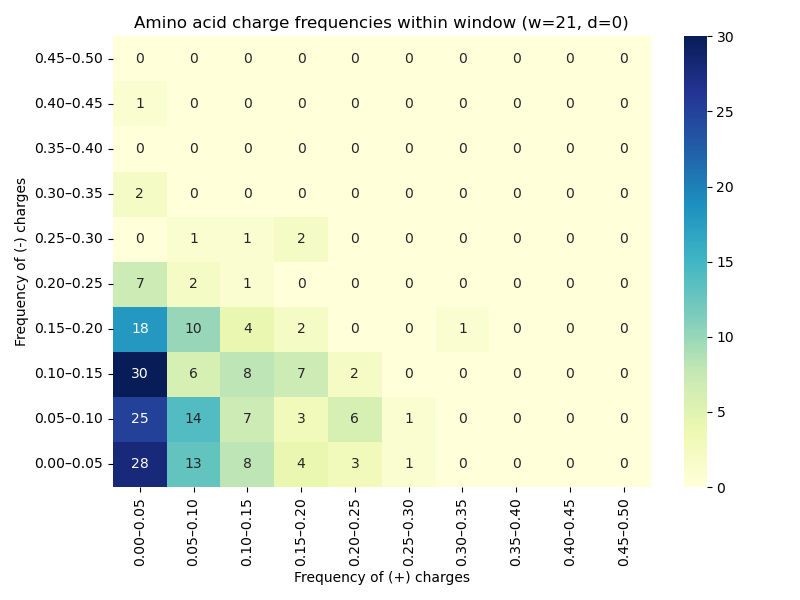 Amino acid charge frequencies within window (w=21, d=0)
Frequency of (-) charges
0.45–0.50 0 0 0 0 0 0 0 0 0 0
0.40–0.45 1 0 0 0 0 0 0 0 0 0
0.35–0.40 0 0 0 0 0 0 0 0 0 0
0.30–0.35 2 0 0 0 0 0 0 0 0 0
0.25–0.30 0 1 1 2 0 0 0 0 0 0
0.20–0.25 7 2 1 0 0 0 0 0 0 0
0.15–0.20 18 10 4 2 0 0 1 0 0 0
0.10–0.15 30 6 8 7 2 0 0 0 0 0
0.05–0.10 25 14 7 3 6 1 0 0 0 0
0.00–0.05 28 13 8 4 3 1 0 0 0 0
0.00–0.05 0.05–0.10 0.10–0.15 0.15–0.20 0.20–0.25 0.25–0.30 0.30–0.35 0.35–0.40 0.40–0.45 0.45–0.50
Frequency of (+) charges
30
25
20
15
10
5
0